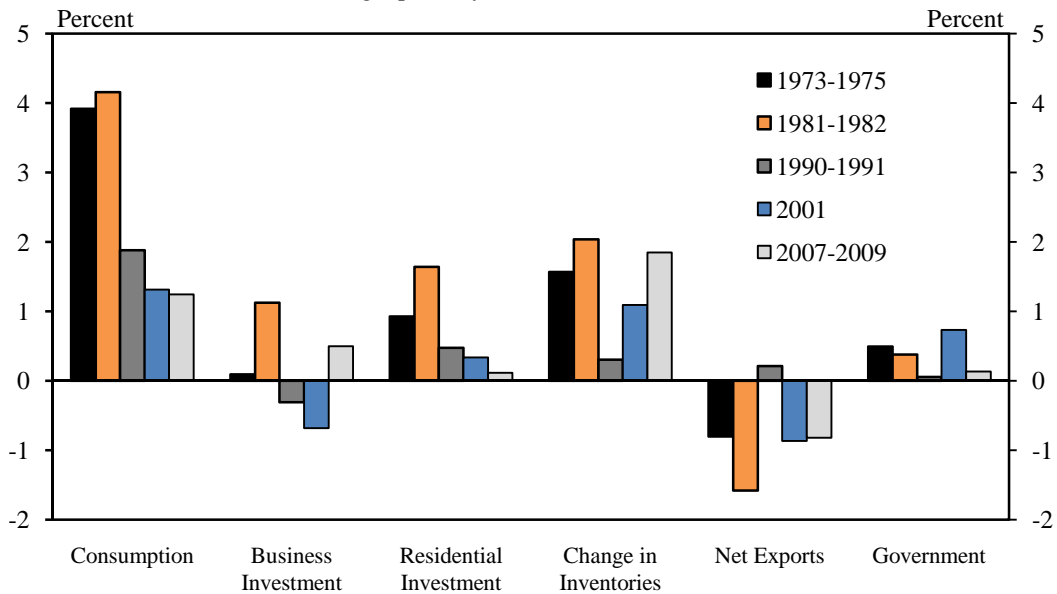 Percent Percent
5 5
4 4
3 3
2 2
1 1
0 0
-1 -1
-2 -2
1973-1975
1981-1982
1990-1991
2001
2007-2009
Consumption
Business
Investment
Residential
Investment
Change in
Inventories
Net Exports
Government